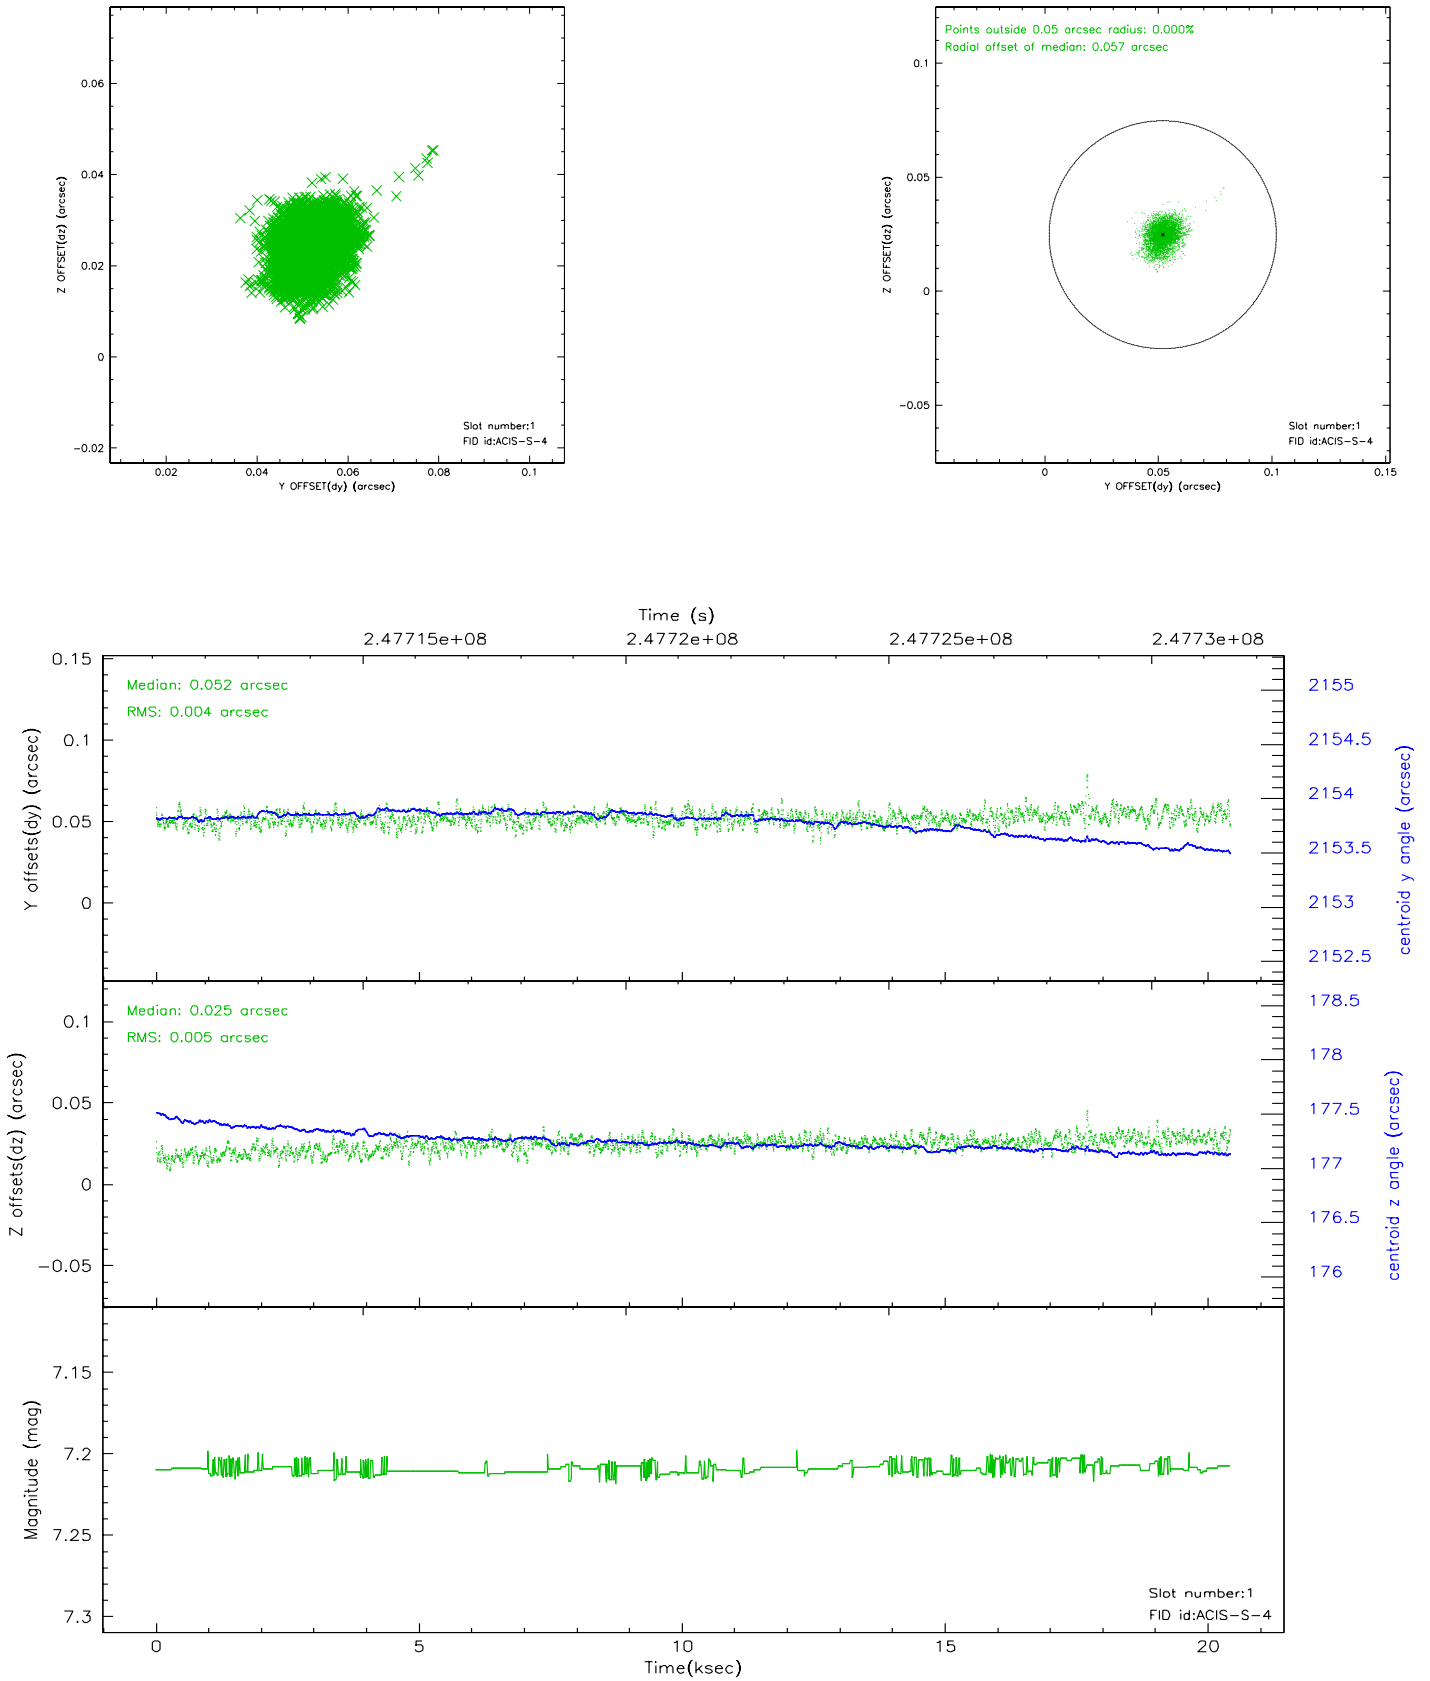 0.06
0.04
0.02
0
−0.02
Z OFFSET(dz) (arcsec)
Slot number:1
FID id:ACIS−S−4
0.02
0.04
0.06
0.08
0.1
Y OFFSET(dy) (arcsec)
Points outside 0.05 arcsec radius: 0.000%
Radial offset of median: 0.057 arcsec
0.1
0.05
0
−0.05
Z OFFSET(dz) (arcsec)
Slot number:1
FID id:ACIS−S−4
0
0.05
0.1
0.15
Y OFFSET(dy) (arcsec)
Time (s)
2.47715e+08
2.4772e+08
2.47725e+08
2.4773e+08
Median: 0.052 arcsec
RMS: 0.004 arcsec
0.15
0.1
0.05
0
Y offsets(dy) (arcsec)
2155
2154.5
2154
2153.5
2153
2152.5
centroid y angle (arcsec)
Median: 0.025 arcsec
RMS: 0.005 arcsec
0.1
0.05
0
−0.05
Z offsets(dz) (arcsec)
178.5
178
177.5
177
176.5
176
centroid z angle (arcsec)
7.15
7.2
7.25
7.3
Magnitude (mag)
Slot number:1
FID id:ACIS−S−4
0
5
10
15
20
Time(ksec)